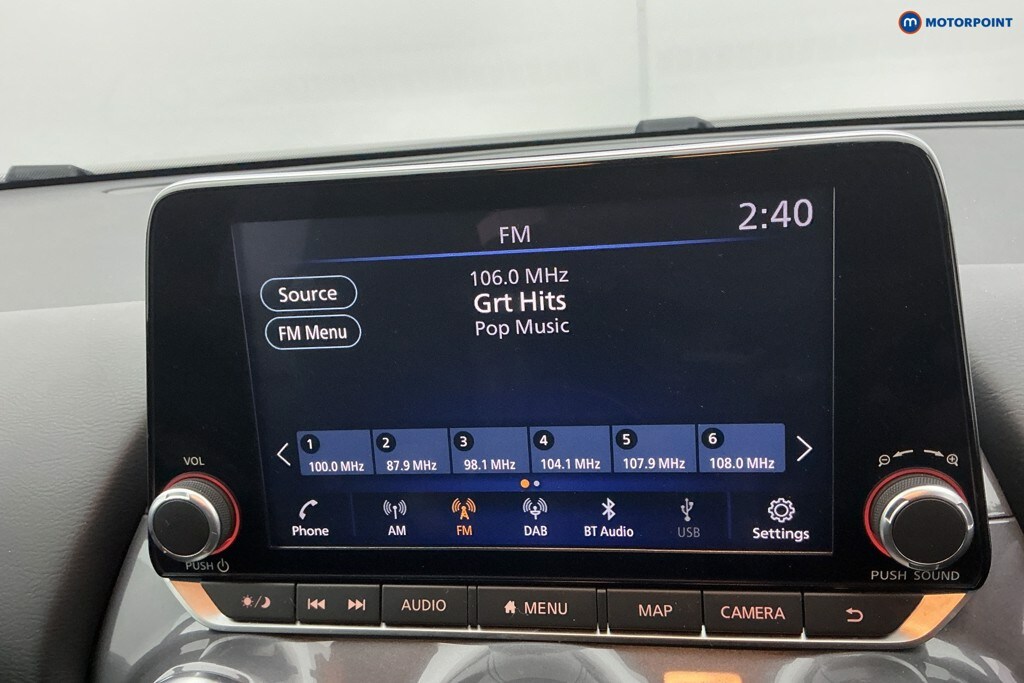 m MOTORPOINT
2:40
FM
106.0 MHz
Grt Hits
Pop Music
Source
FM Menu
1 2 3 4 5 6
100.0 MHz 87.9 MHz 98.1 MHz 104.1 MHz 107.9 MHz 108.0 MHz
Phone AM FM DAB BT Audio USB Settings
VOL
PUSH
PUSH SOUND
AUDIO MENU MAP CAMERA